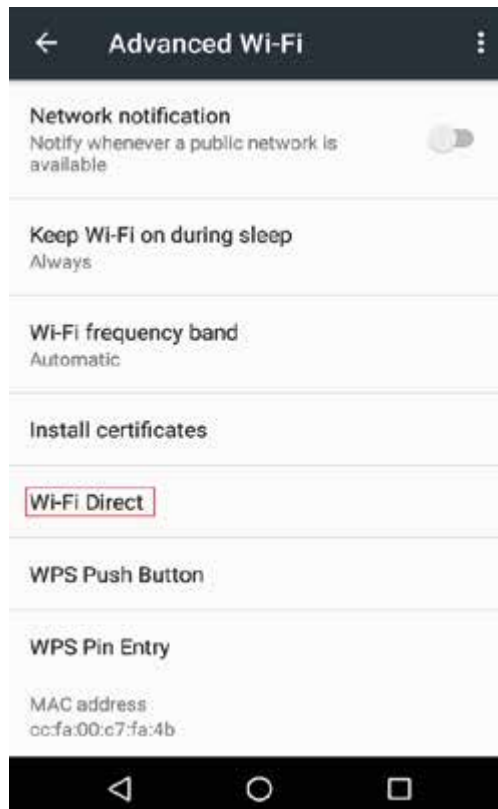 Advanced Wi-Fi
Network notification
Notify whenever a public network is
available
Keep Wi-Fi on during sleep
Always
Wi-Fi frequency band
Automatic
Install certificates
Wi-Fi Direct
WPS Push Button
WPS Pin Entry
MAC address
cc:fa:00:c7:fa:4b